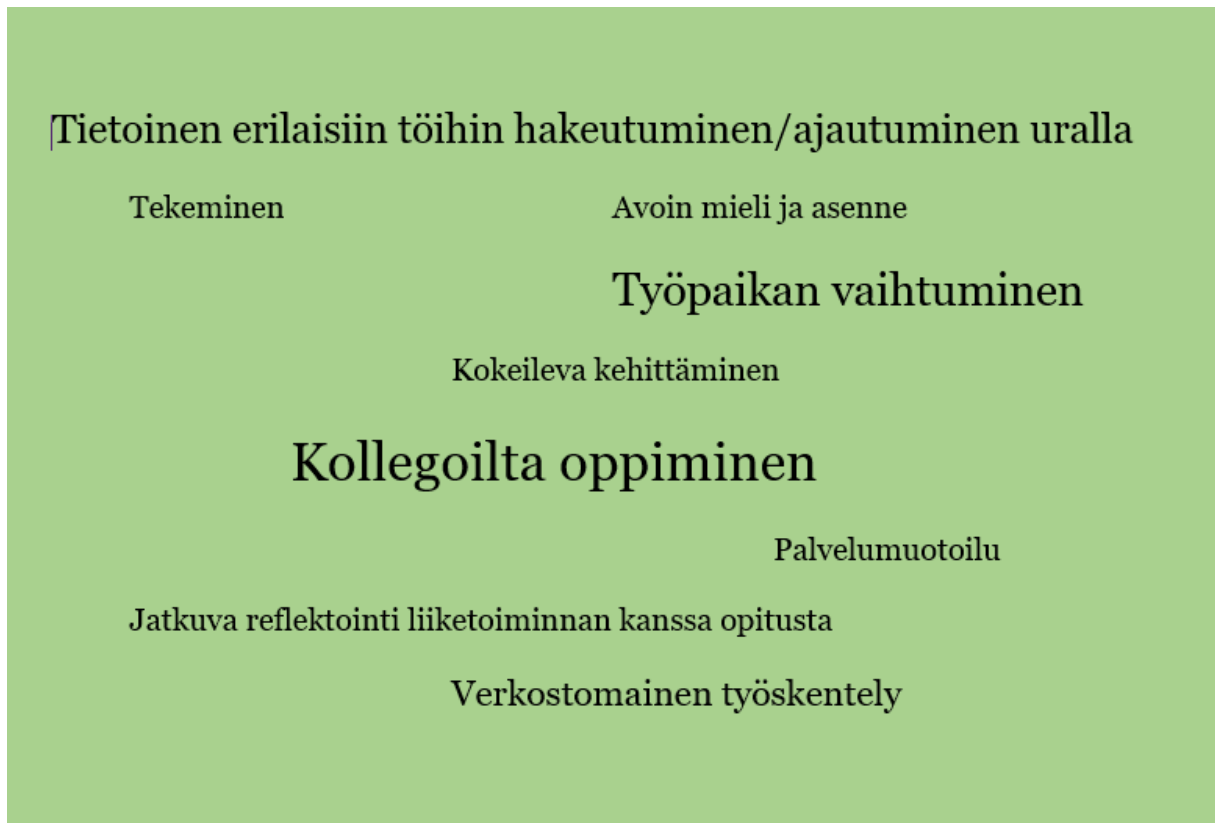 Tietoinen erilaisiin töihin hakeutuminen/ajautuminen uralla
Tekeminen
Avoin mieli ja asenne
Työpaikan vaihtuminen
Kokeileva kehittäminen
Kollegoilta oppiminen
Palvelumuotoilu
Jatkuva reflektointi liiketoiminnan kanssa opitusta
Verkostomainen työskentely